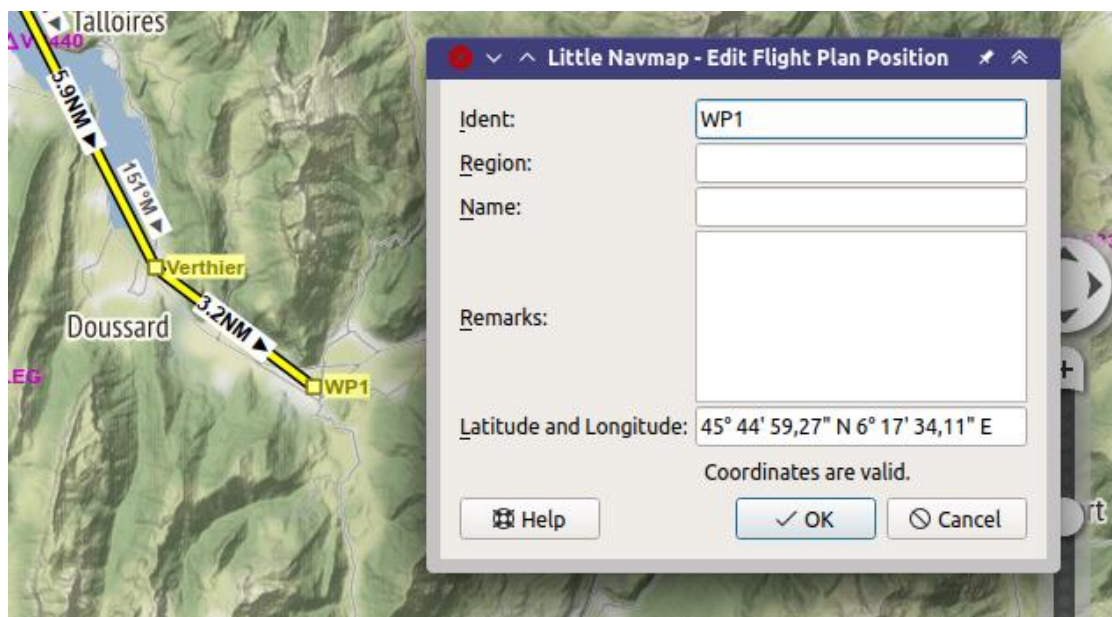 Talloires
440
5.9NM
151°M
Verthier
3.2NM
Doussard
LEG
WP1
Little Navmap - Edit Flight Plan Position
Ident:
WP1
Region:
Name:
Remarks:
Latitude and Longitude:
45° 44' 59,27" N 6° 17' 34,11" E
Coordinates are valid.
Help
OK
Cancel
rt